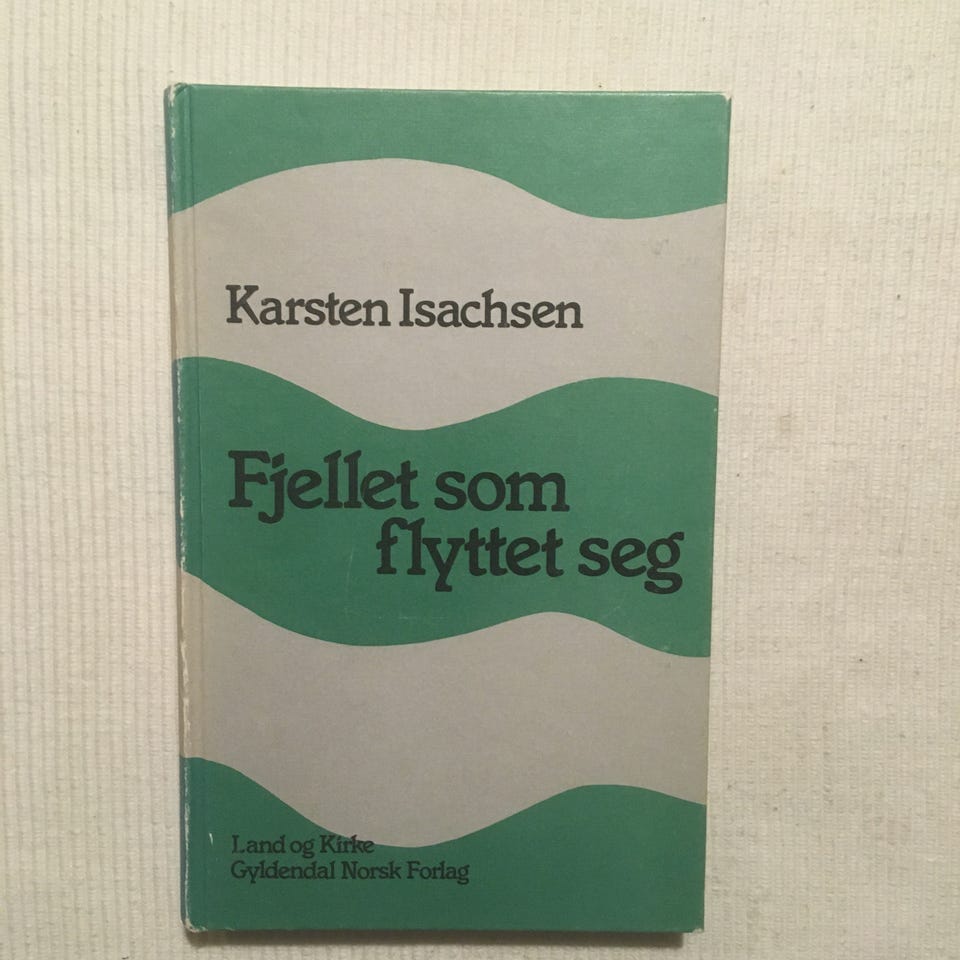 Karsten Isachsen
Fjellet som
flyttet seg
Land og Kirke
Gyldendal Norsk Forlag